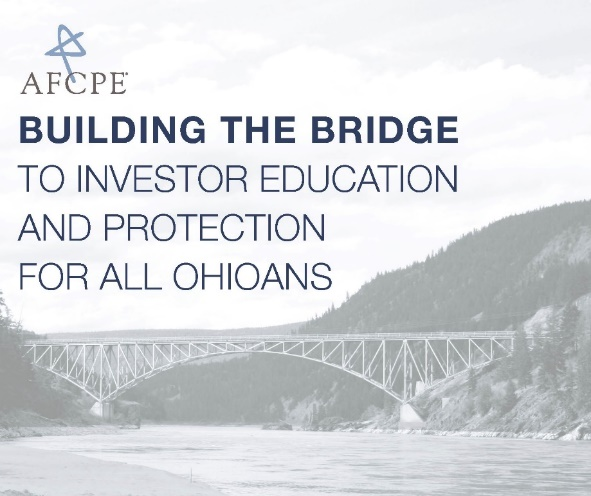 AFCPE®
BUILDING THE BRIDGE
TO INVESTOR EDUCATION
AND PROTECTION
FOR ALL OHIOANS